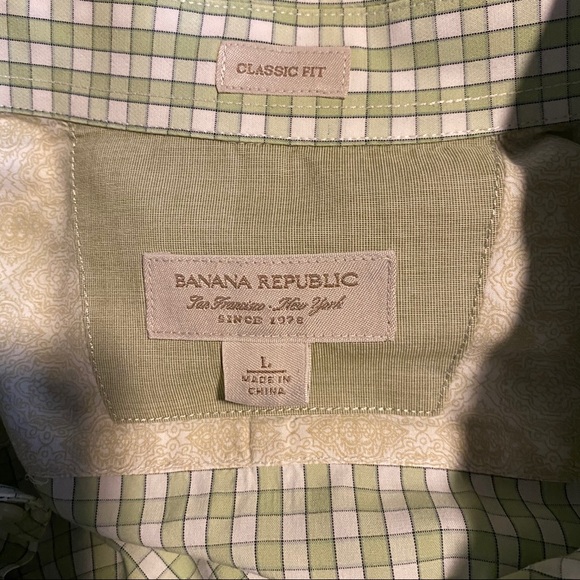 CLASSIC FIT
BANANA REPUBLIC
San Francisco · New York
SINCE 1978
L
MADE IN
CHINA